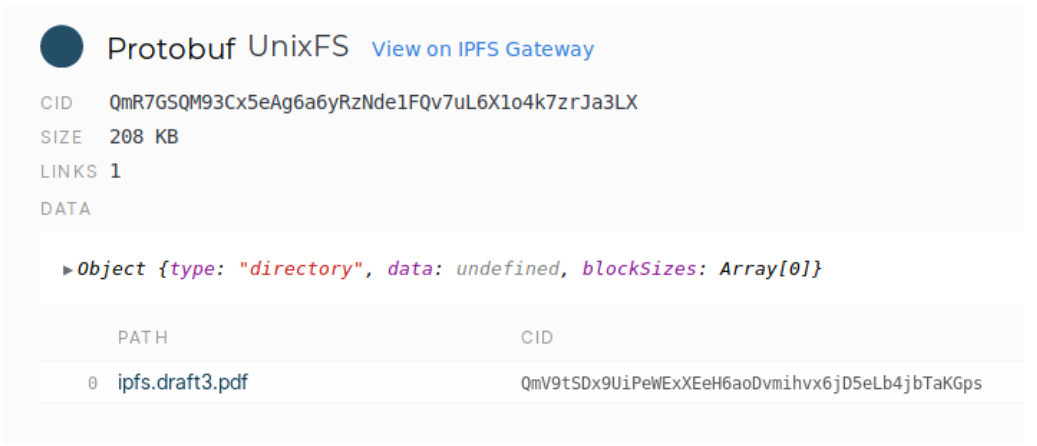 Protobuf UnixFS View on IPFS Gateway
CID QmR7GSQM93Cx5eAg6a6yRzNde1FQv7uL6X1o4k7zrJa3LX
SIZE 208 KB
LINKS 1
DATA
▶Object {type: "directory", data: undefined, blockSizes: Array[0]}
PATH CID
0 ipfs.draft3.pdf QmV9tSDx9UiPeWExXEeH6aoDvmihvx6jD5eLb4jbTaKGps